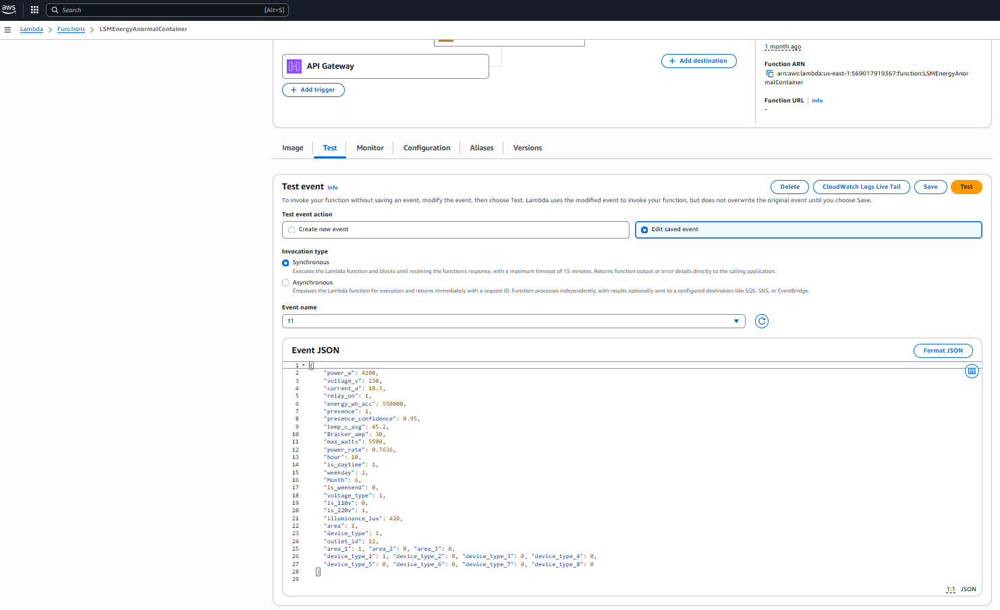 aws Search [Alt+S]
Lambda > Functions > LSMEnergyAnormalContainer
API Gateway
+ Add trigger
+ Add destination
1 month ago
Function ARN
arn:aws:lambda:us-east-1:569017919367:function:LSMEnergyAnor
malContainer
Function URL | Info
-
Image Test Monitor Configuration Aliases Versions
Test event Info Delete CloudWatch Logs Live Tail Save Test
To invoke your function without saving an event, modify the event, then choose Test. Lambda uses the modified event to invoke your function, but does not overwrite the original event until you choose Save.
Test event action
Create new event Edit saved event
Invocation type
Synchronous
Executes the Lambda function and blocks until receiving the function's response, with a maximum timeout of 15 minutes. Returns function output or error details directly to the calling application.
Asynchronous
Enqueues the Lambda function for execution and returns immediately with a request ID. Function processes independently, with results optionally sent to a configured destination like SQS, SNS, or EventBridge.
Event name
t1
Event JSON Format JSON
1 {
2 "power_w": 4200,
3 "voltage_v": 230,
4 "current_a": 18.3,
5 "relay_on": 1,
6 "energy_wh_acc": 550000,
7 "presence": 1,
8 "presence_confidence": 0.95,
9 "temp_c_avg": 45.2,
10 "Bracker_amp": 30,
11 "max_watts": 5500,
12 "power_rate": 0.7636,
13 "hour": 10,
14 "is_daytime": 1,
15 "weekday": 2,
16 "Month": 6,
17 "is_weekend": 0,
18 "voltage_type": 1,
19 "is_110v": 0,
20 "is_220v": 1,
21 "illuminance_lux": 420,
22 "area": 1,
23 "device_type": 1,
24 "outlet_id": 12,
25 "area_1": 1, "area_2": 0, "area_3": 0,
26 "device_type_1": 1, "device_type_2": 0, "device_type_3": 0, "device_type_4": 0,
27 "device_type_5": 0, "device_type_6": 0, "device_type_7": 0, "device_type_8": 0
28 }
29
1:1 JSON